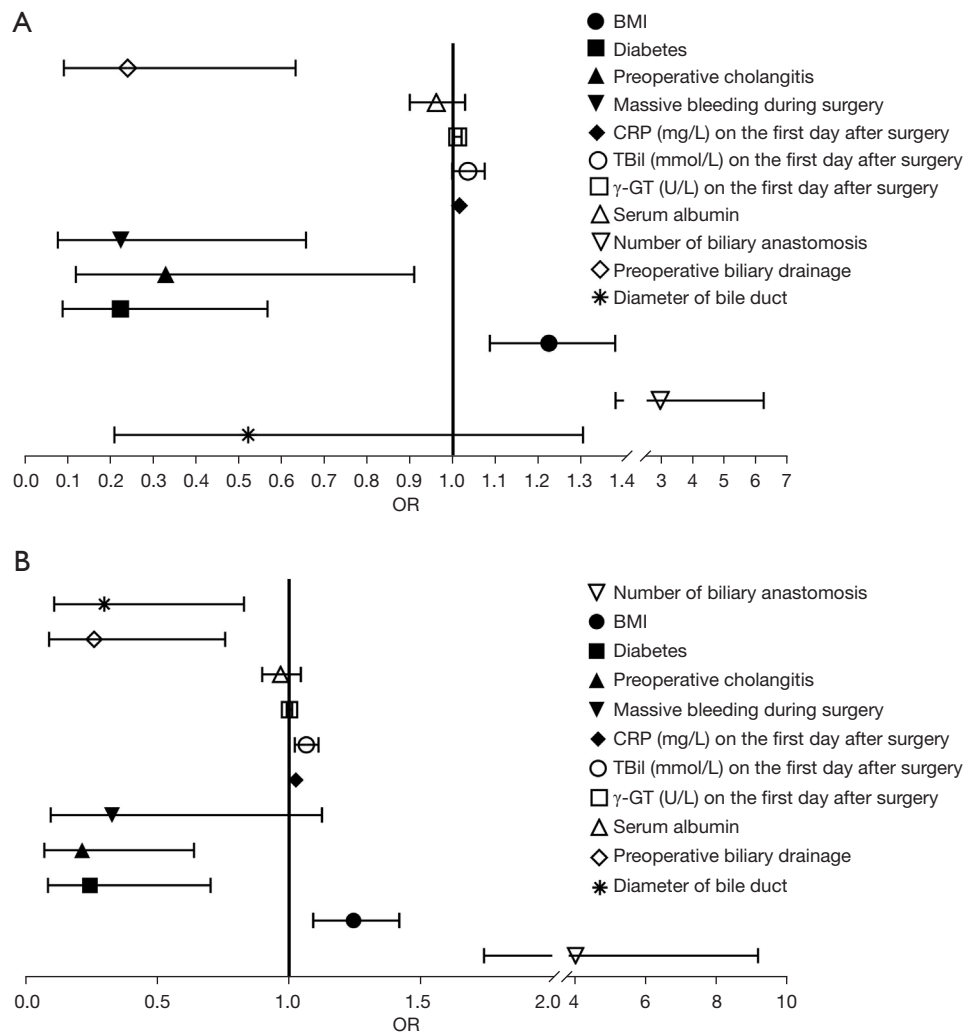 A
BMI
Diabetes
Preoperative cholangitis
Massive bleeding during surgery
CRP (mg/L) on the first day after surgery
TBil (mmol/L) on the first day after surgery
γ-GT (U/L) on the first day after surgery
Serum albumin
Number of biliary anastomosis
Preoperative biliary drainage
Diameter of bile duct
0.0 0.1 0.2 0.3 0.4 0.5 0.6 0.7 0.8 0.9 1.0 1.1 1.2 1.3 1.4 3 4 5 6 7
OR
B
Number of biliary anastomosis
BMI
Diabetes
Preoperative cholangitis
Massive bleeding during surgery
CRP (mg/L) on the first day after surgery
TBil (mmol/L) on the first day after surgery
γ-GT (U/L) on the first day after surgery
Serum albumin
Preoperative biliary drainage
Diameter of bile duct
0.0 0.5 1.0 1.5 2.0 4 6 8 10
OR